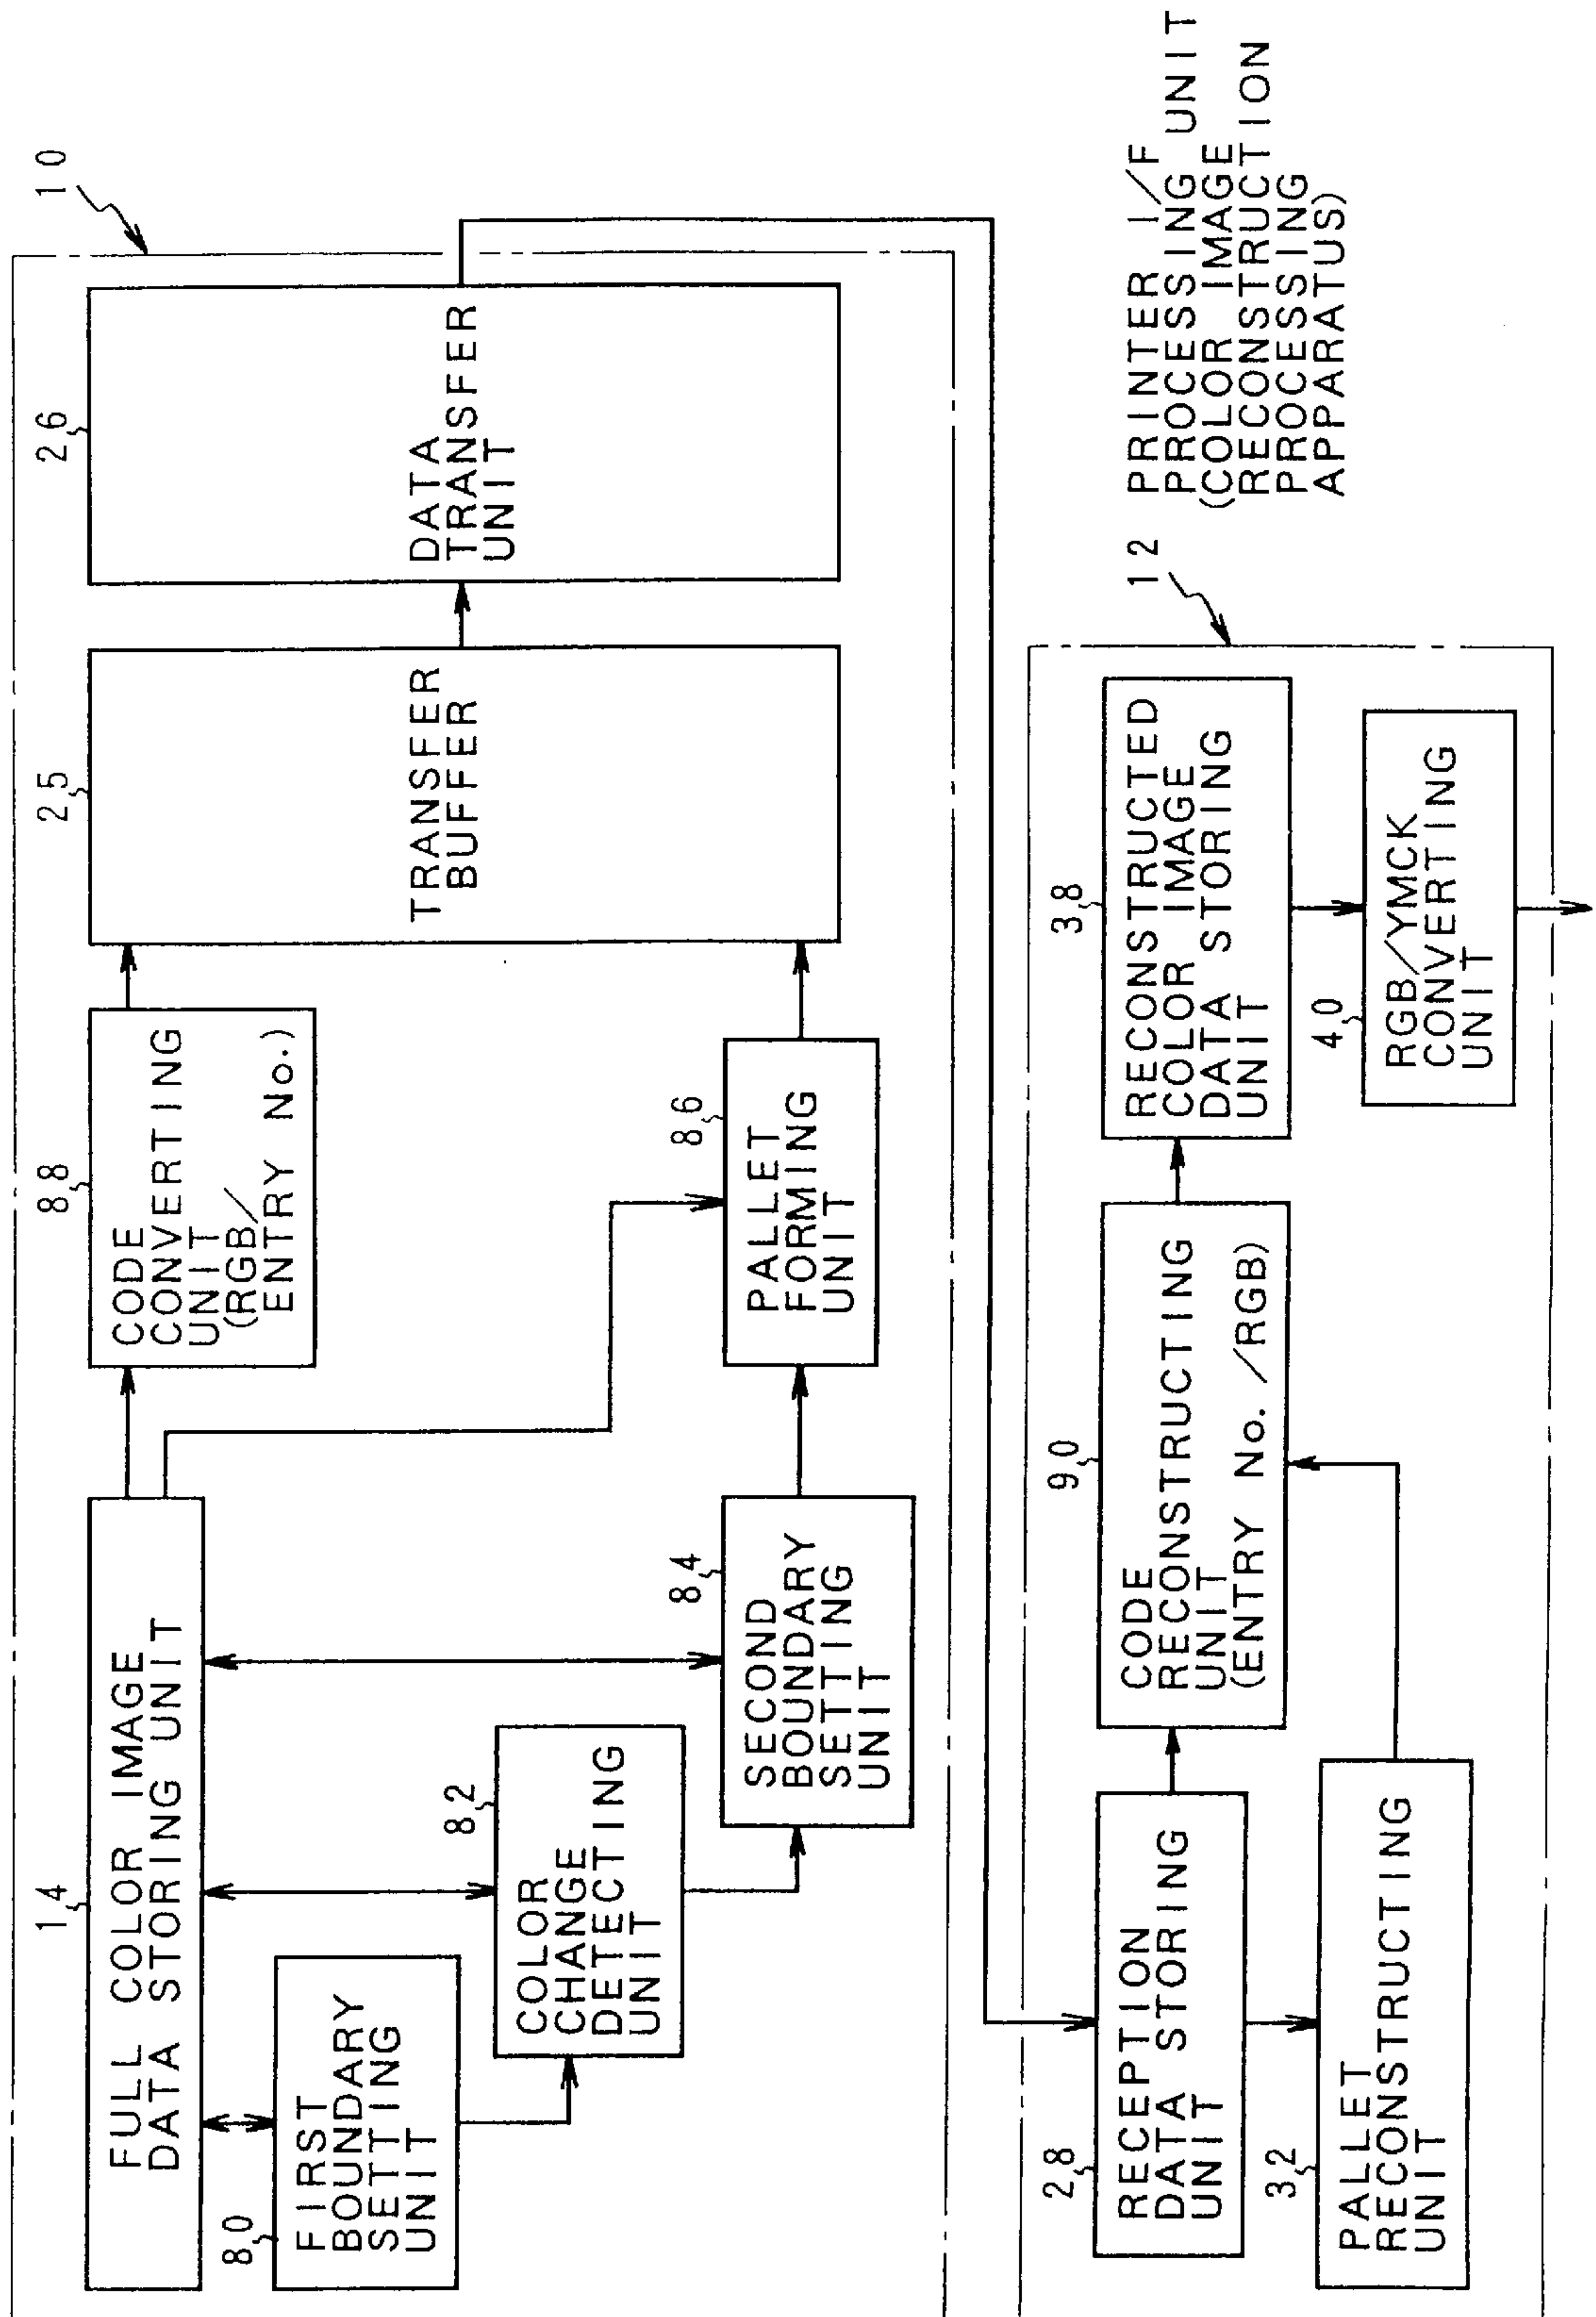 10
14
FULL COLOR IMAGE
DATA STORING UNIT
80
FIRST
BOUNDARY
SETTING
UNIT
82
COLOR
CHANGE
DETECTING
UNIT
84
SECOND
BOUNDARY
SETTING
UNIT
88
CODE
CONVERTING
UNIT
(RGB/
ENTRY No.)
86
PALLET
FORMING
UNIT
25
TRANSFER
BUFFER
26
DATA
TRANSFER
UNIT
12
PRINTER I/F
PROCESSING UNIT
(COLOR IMAGE
RECONSTRUCTION
PROCESSING
APPARATUS)
28
RECEPTION
DATA STORING
UNIT
32
PALLET
RECONSTRUCTING
UNIT
90
CODE
RECONSTRUCTING
UNIT
(ENTRY No./RGB)
38
RECONSTRUCTED
COLOR IMAGE
DATA STORING
UNIT
40
RGB/YMCK
CONVERTING
UNIT